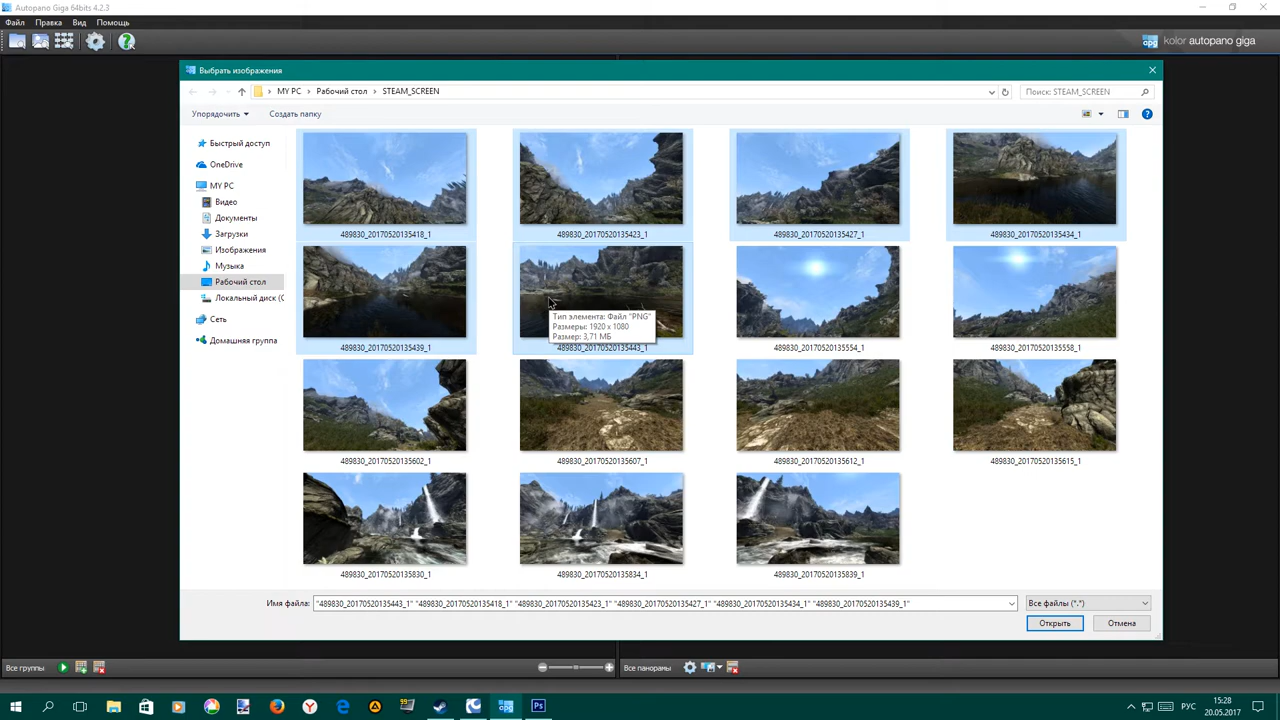 Autopano Giga 64bits 4.2.3
Файл Правка Вид Помощь
kolor autopano giga
Выбрать изображения
MY PC Рабочий стол STEAM_SCREEN
Поиск: STEAM_SCREEN
Упорядочить Создать папку
Быстрый доступ
OneDrive
MY PC
Видео
Документы
Загрузки
Изображения
Музыка
Рабочий стол
Локальный диск (C
Сеть
Домашняя группа
489830_20170520135418_1 489830_20170520135423_1 489830_20170520135427_1 489830_20170520135434_1
Тип элемента: Файл "PNG"
Размеры: 1920 x 1080
Размер: 3,71 МБ
489830_20170520135439_1 489830_20170520135443_1 489830_20170520135554_1 489830_20170520135558_1
489830_20170520135602_1 489830_20170520135607_1 489830_20170520135612_1 489830_20170520135615_1
489830_20170520135830_1 489830_20170520135834_1 489830_20170520135839_1
Имя файла: "489830_20170520135443_1" "489830_20170520135418_1" "489830_20170520135423_1" "489830_20170520135427_1" "489830_20170520135434_1" "489830_20170520135439_1" Все файлы (*.*)
Открыть Отмена
Все группы Все панорамы
Ps
РУС
15:28
20.05.2017